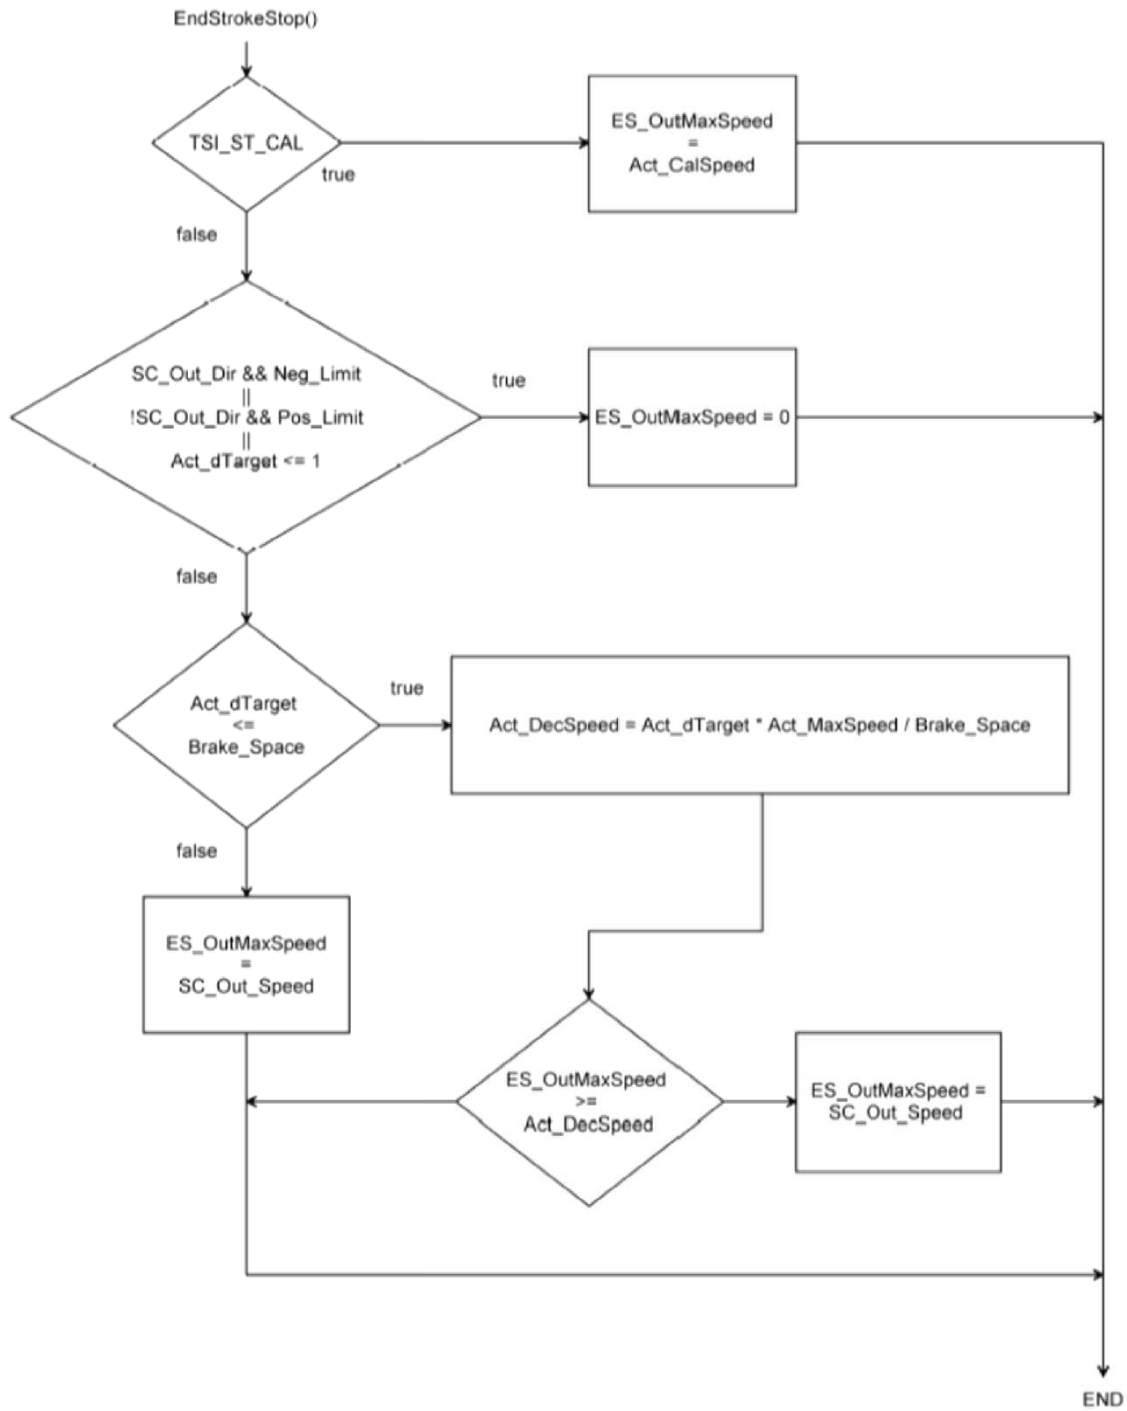 EndStrokeStop()
TSI_ST_CAL
true
false
ES_OutMaxSpeed
=
Act_CalSpeed
SC_Out_Dir && Neg_Limit
||
!SC_Out_Dir && Pos_Limit
||
Act_dTarget <= 1
true
false
ES_OutMaxSpeed = 0
Act_dTarget
<=
Brake_Space
true
false
Act_DecSpeed = Act_dTarget * Act_MaxSpeed / Brake_Space
ES_OutMaxSpeed
=
SC_Out_Speed
ES_OutMaxSpeed
>=
Act_DecSpeed
ES_OutMaxSpeed =
SC_Out_Speed
END